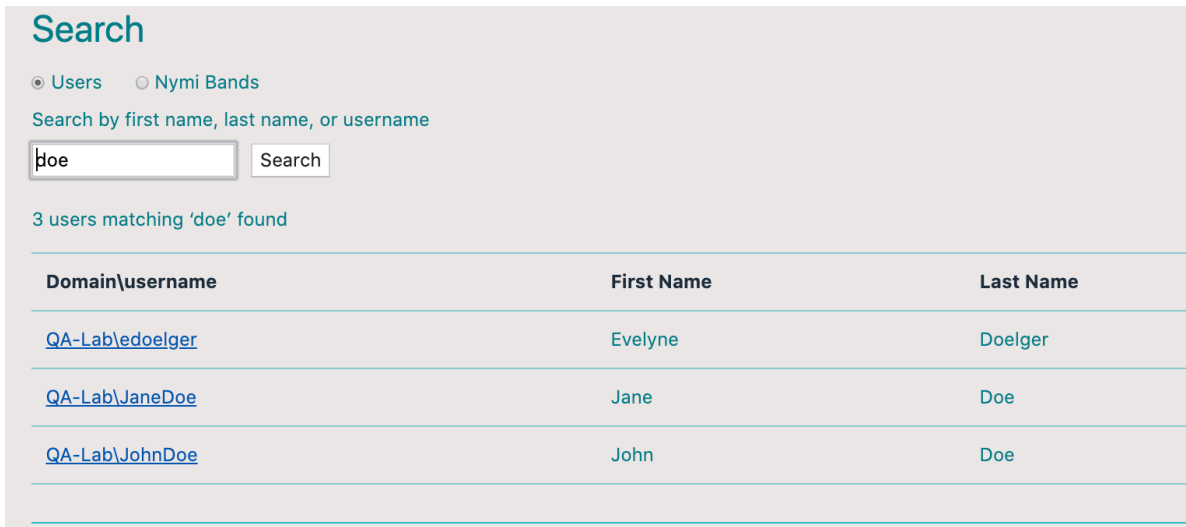 Search
Users Nymi Bands
Search by first name, last name, or username
doe Search
3 users matching ‘doe’ found
Domain\username First Name Last Name
QA-Lab\edoelger Evelyne Doelger
QA-Lab\JaneDoe Jane Doe
QA-Lab\JohnDoe John Doe